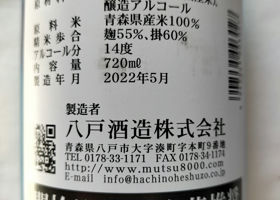 醸造アルコール
原料米 青森県産米100%
精米歩合 麹55%、掛60%
アルコール分 14度
内容量 720㎖
製造年月 2022年5月
製造者
八戸酒造株式会社
青森県八戸市大字湊町字本町9番地
TEL 0178-33-1171 FAX 0178-34-1174
http://www.mutsu8000.com
E-mail info@hachinoheshuzo.com